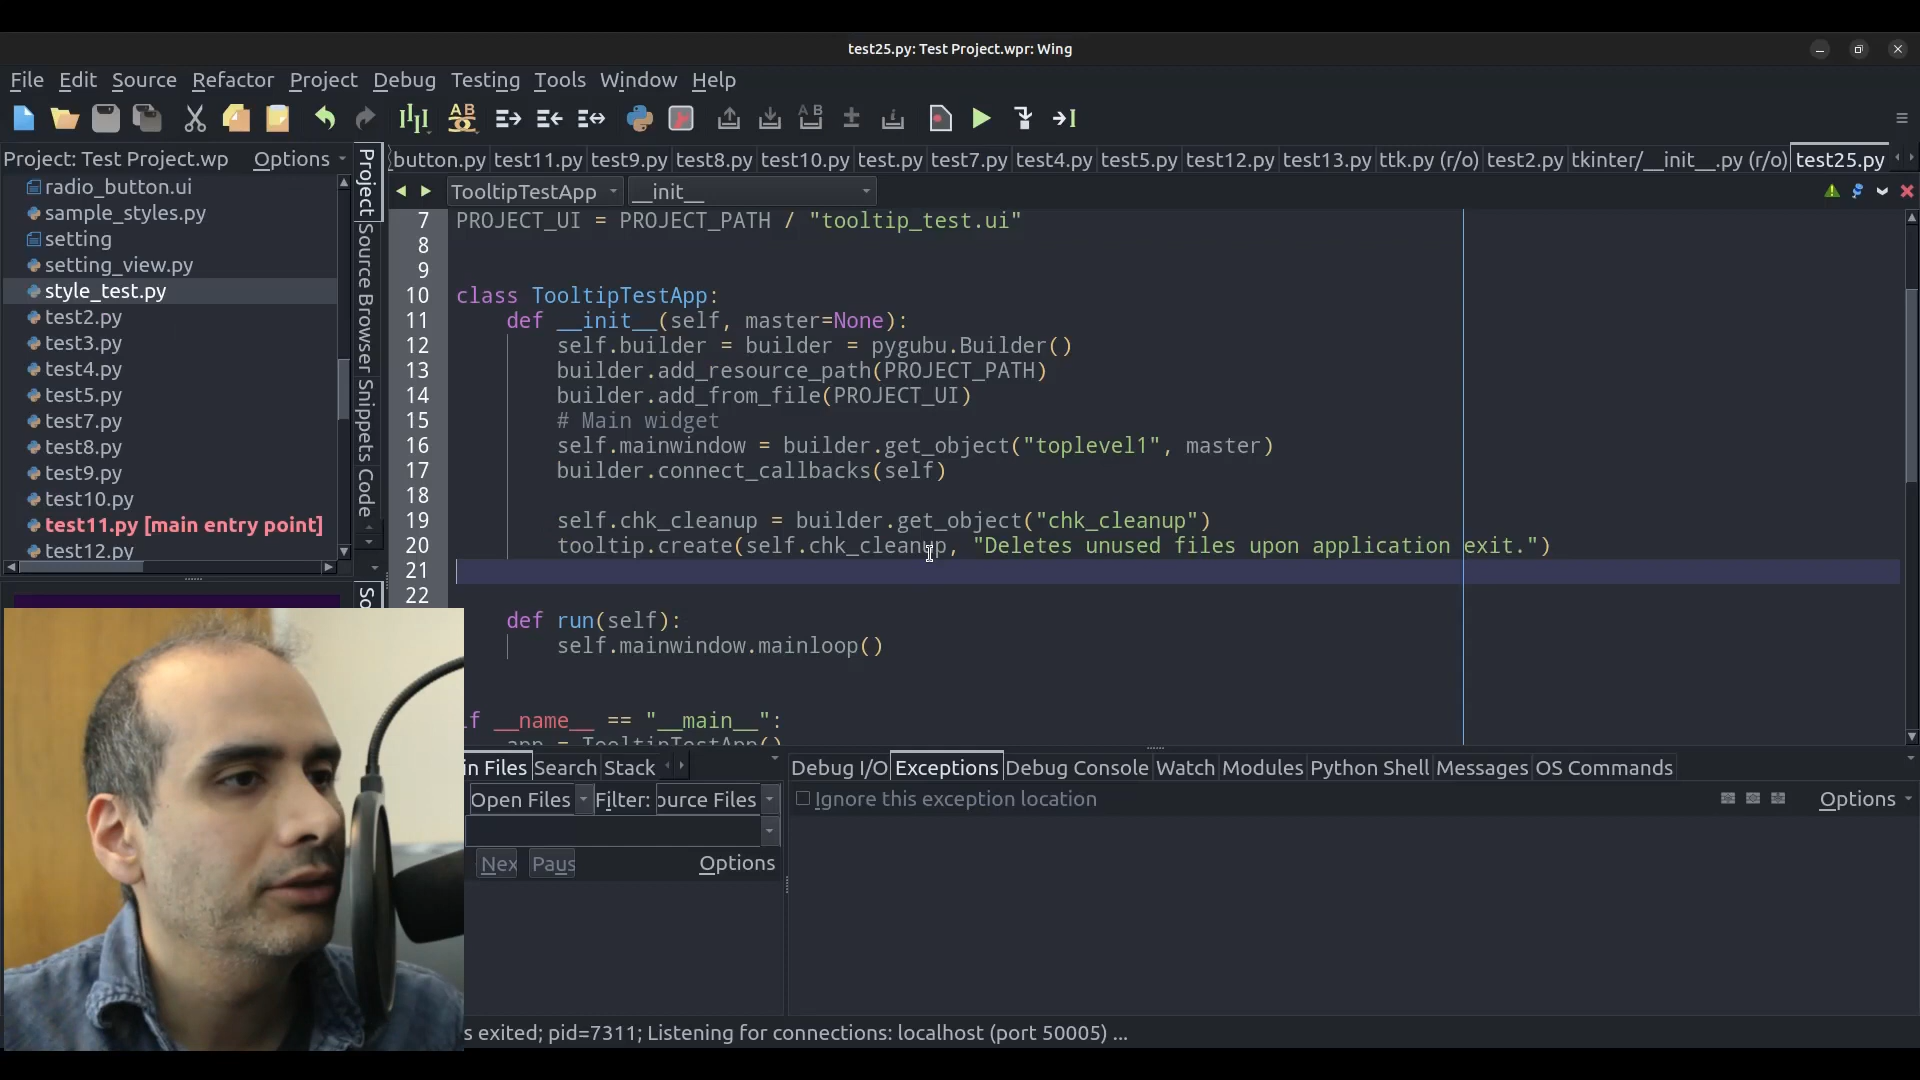 test25.py: Test Project.wpr: Wing
File Edit Source Refactor Project Debug Testing Tools Window Help
Project: Test Project.wp Options
button.py test11.py test9.py test8.py test10.py test.py test7.py test4.py test5.py test12.py test13.py ttk.py (r/o) test2.py tkinter/__init__.py (r/o) test25.py
TooltipTestApp __init__
radio_button.ui
sample_styles.py
setting
setting_view.py
style_test.py
test2.py
test3.py
test4.py
test5.py
test7.py
test8.py
test9.py
test10.py
test11.py [main entry point]
test12.py
Project
Source Browser
Snippets
Code
So
7 PROJECT_UI = PROJECT_PATH / "tooltip_test.ui"
8
9
10 class TooltipTestApp:
11 def __init__(self, master=None):
12 self.builder = builder = pygubu.Builder()
13 builder.add_resource_path(PROJECT_PATH)
14 builder.add_from_file(PROJECT_UI)
15 # Main widget
16 self.mainwindow = builder.get_object("toplevel1", master)
17 builder.connect_callbacks(self)
18
19 self.chk_cleanup = builder.get_object("chk_cleanup")
20 tooltip.create(self.chk_cleanup, "Deletes unused files upon application exit.")
21
22
def run(self):
self.mainwindow.mainloop()
if __name__ == "__main__":
app = TooltipTestApp()
in Files Search Stack
Open Files Filter: ource Files
Nex Paus Options
Debug I/O Exceptions Debug Console Watch Modules Python Shell Messages OS Commands
Ignore this exception location Options
s exited; pid=7311; Listening for connections: localhost (port 50005) ...